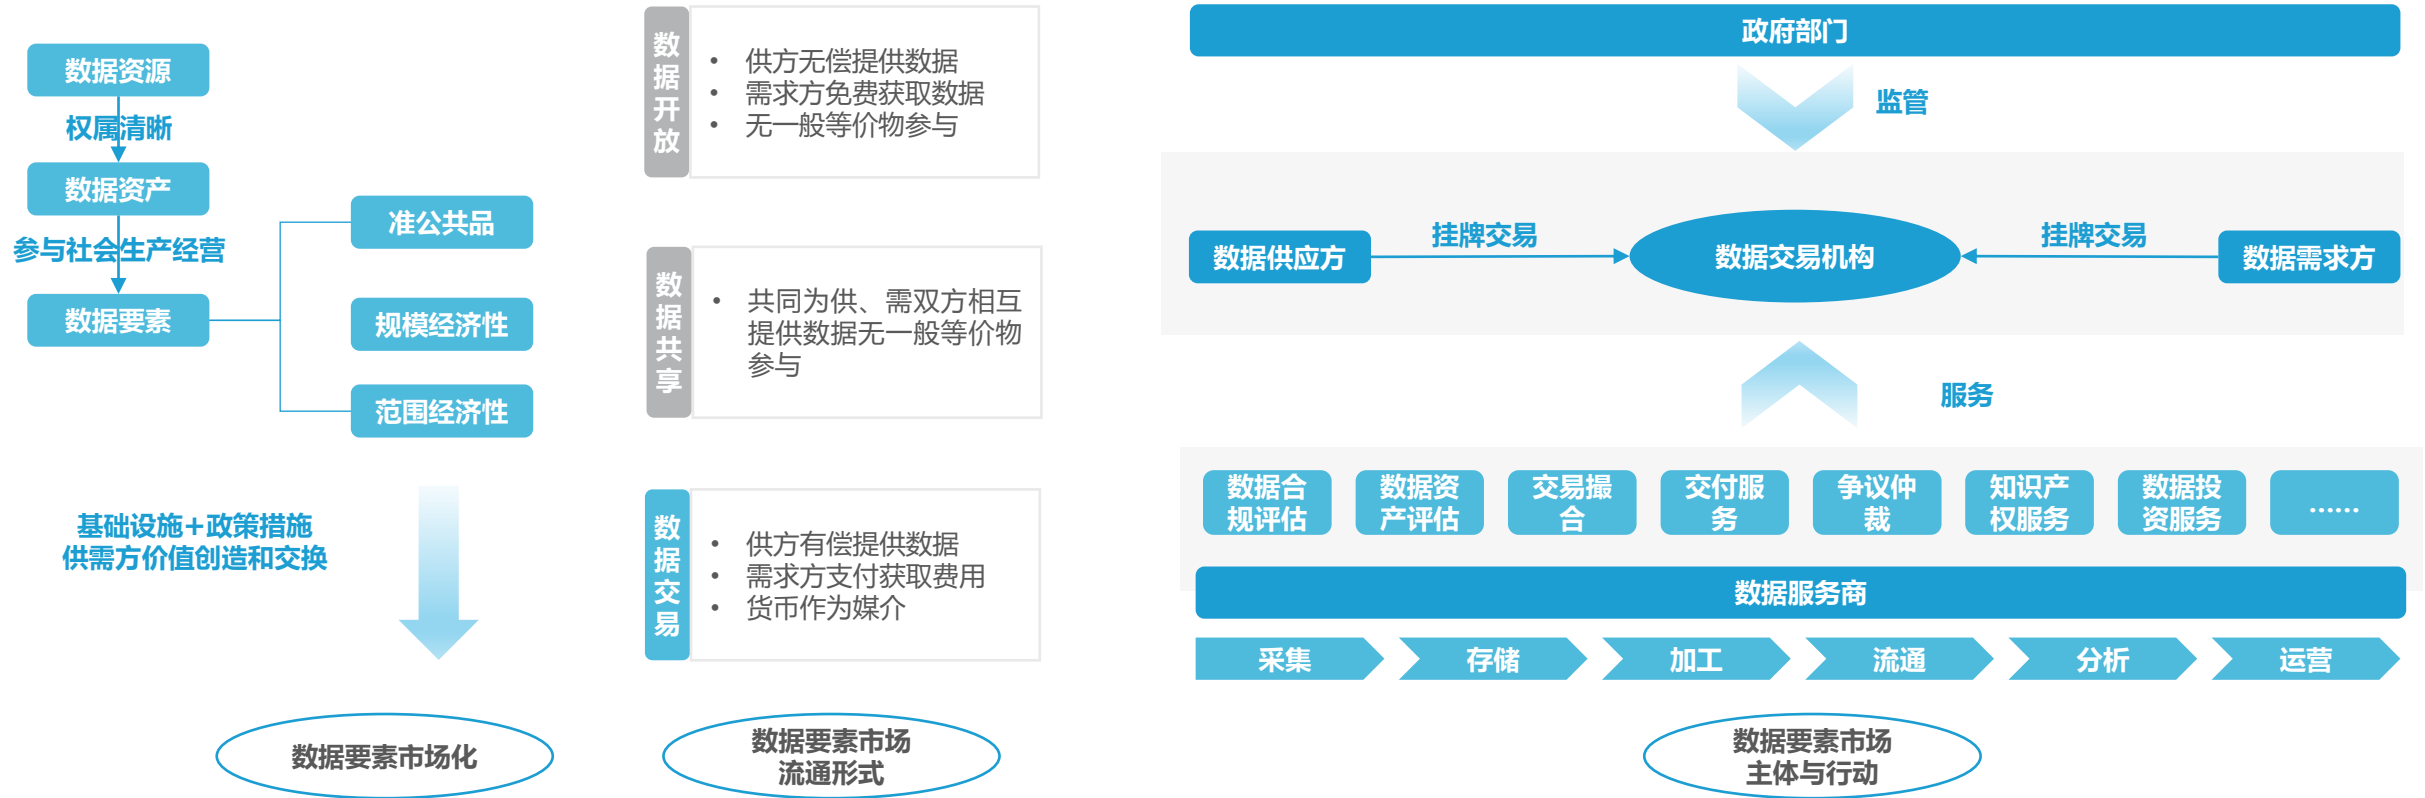 数据资源
权属清晰
数据资产
参与社会生产经营
数据要素
准公共品
规模经济性
范围经济性
基础设施+政策措施
供需方价值创造和交换
数据要素市场化
数据开放
• 供方无偿提供数据
• 需求方免费获取数据
• 无一般等价物参与
数据共享
• 共同为供、需双方相互
提供数据无一般等价物
参与
数据交易
• 供方有偿提供数据
• 需求方支付获取费用
• 货币作为媒介
数据要素市场
流通形式
政府部门
监管
数据供应方
挂牌交易
数据交易机构
挂牌交易
数据需求方
服务
数据合
规评估
数据资
产评估
交易撮
合
交付服
务
争议仲
裁
知识产
权服务
数据投
资服务
……
数据服务商
采集
存储
加工
流通
分析
运营
数据要素市场
主体与行动